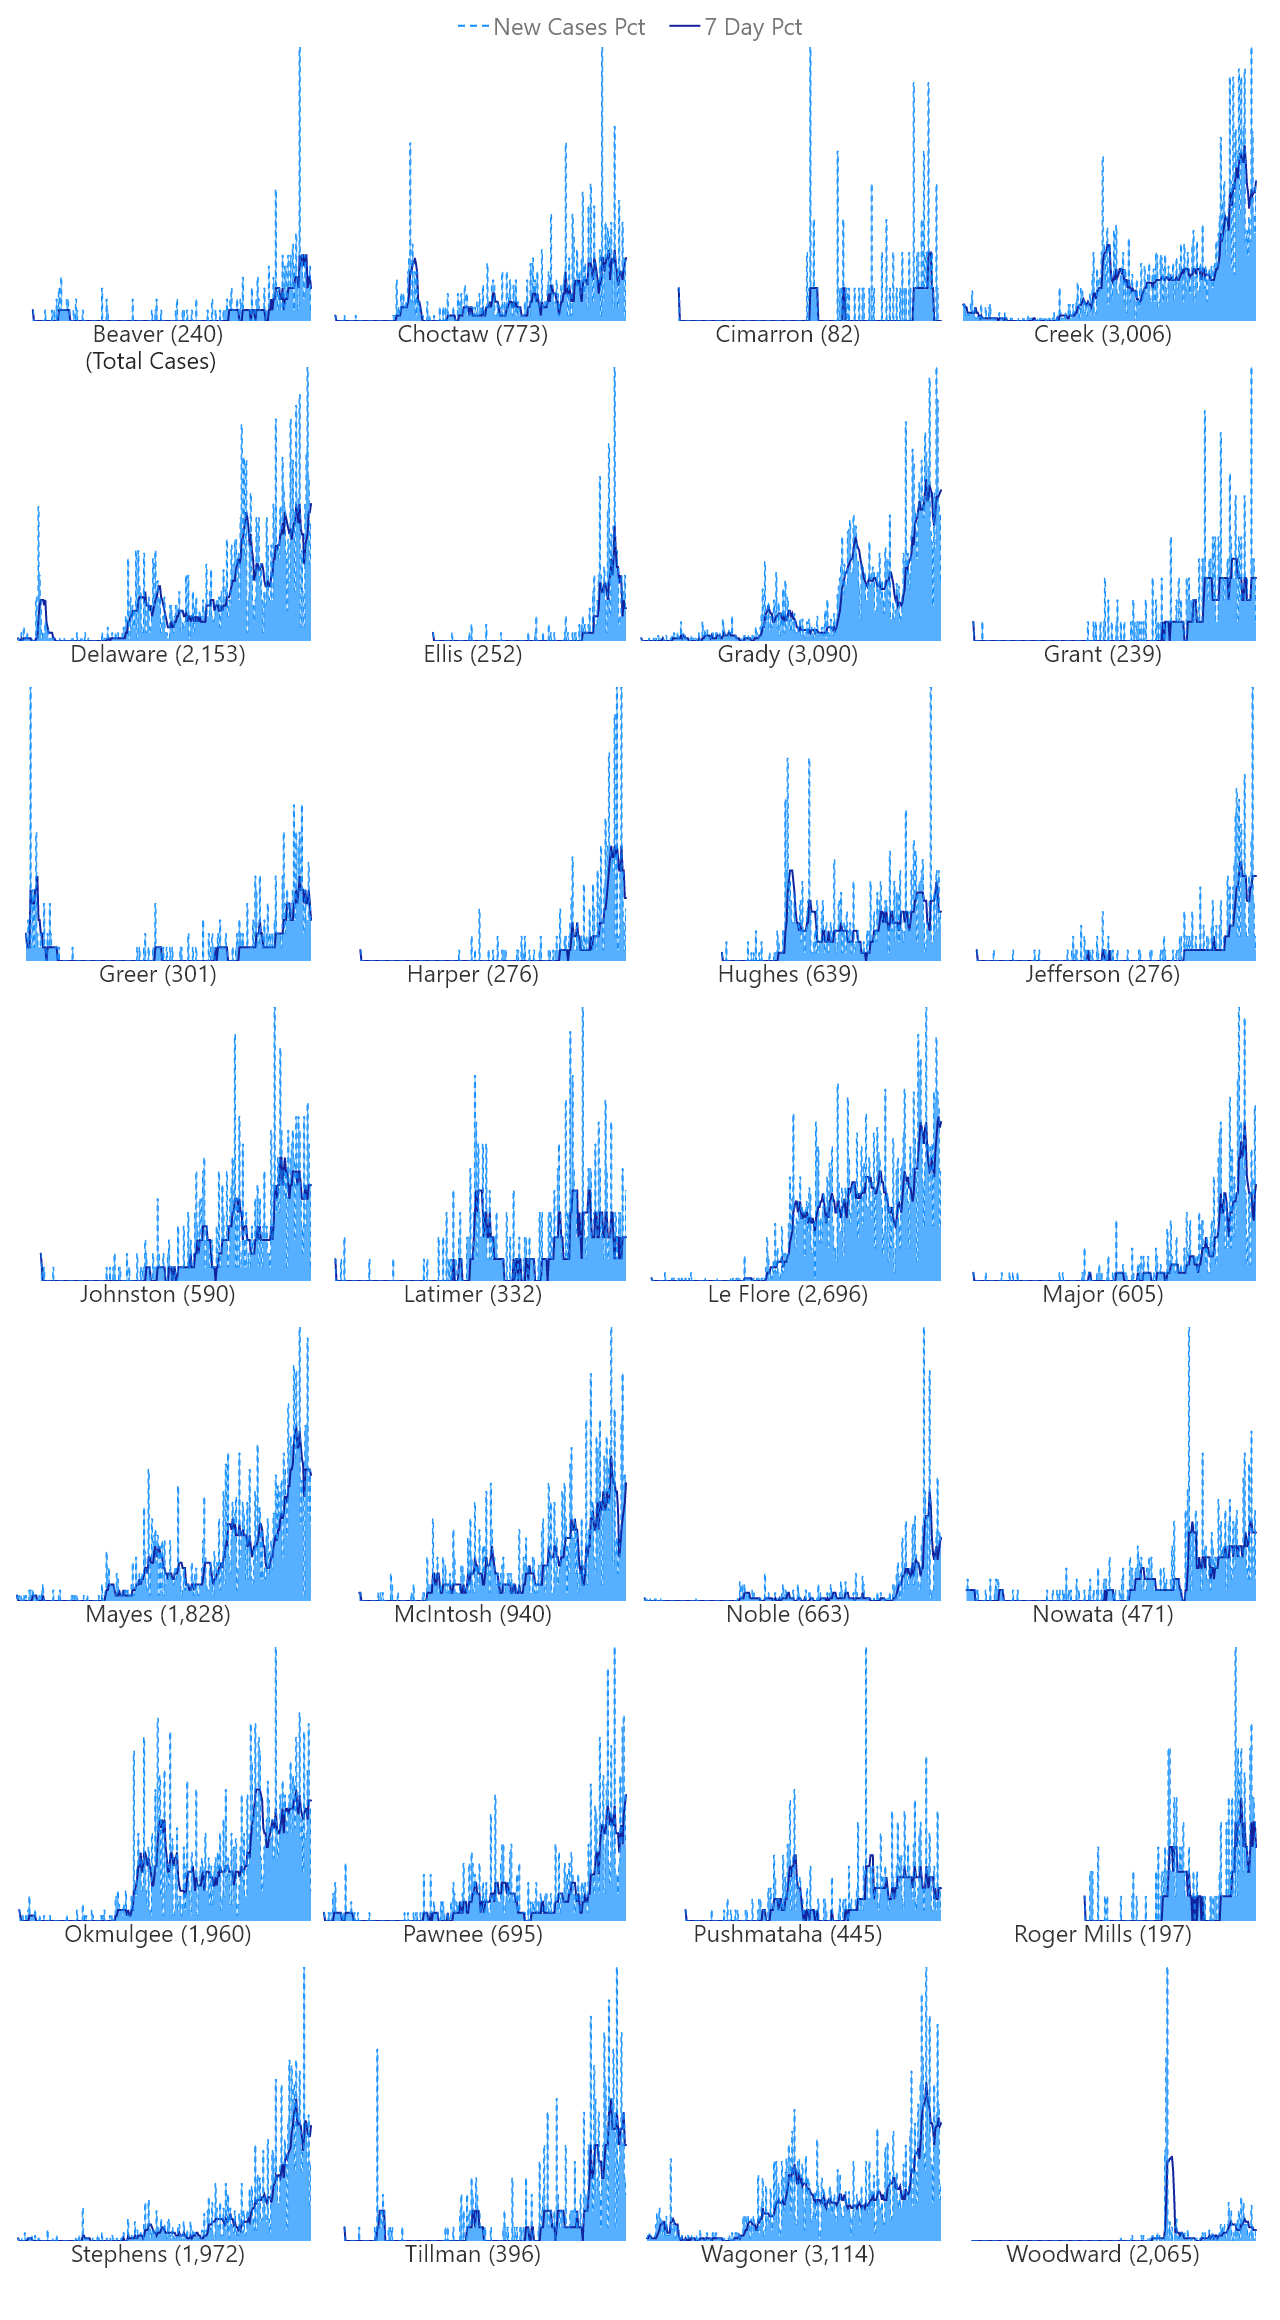 New Cases Pct 7 Day Pct
Beaver (240) Choctaw (773) Cimarron (82) Creek (3,006)
(Total Cases)
Delaware (2,153) Ellis (252) Grady (3,090) Grant (239)
Greer (301) Harper (276) Hughes (639) Jefferson (276)
Johnston (590) Latimer (332) Le Flore (2,696) Major (605)
Mayes (1,828) McIntosh (940) Noble (663) Nowata (471)
Okmulgee (1,960) Pawnee (695) Pushmataha (445) Roger Mills (197)
Stephens (1,972) Tillman (396) Wagoner (3,114) Woodward (2,065)